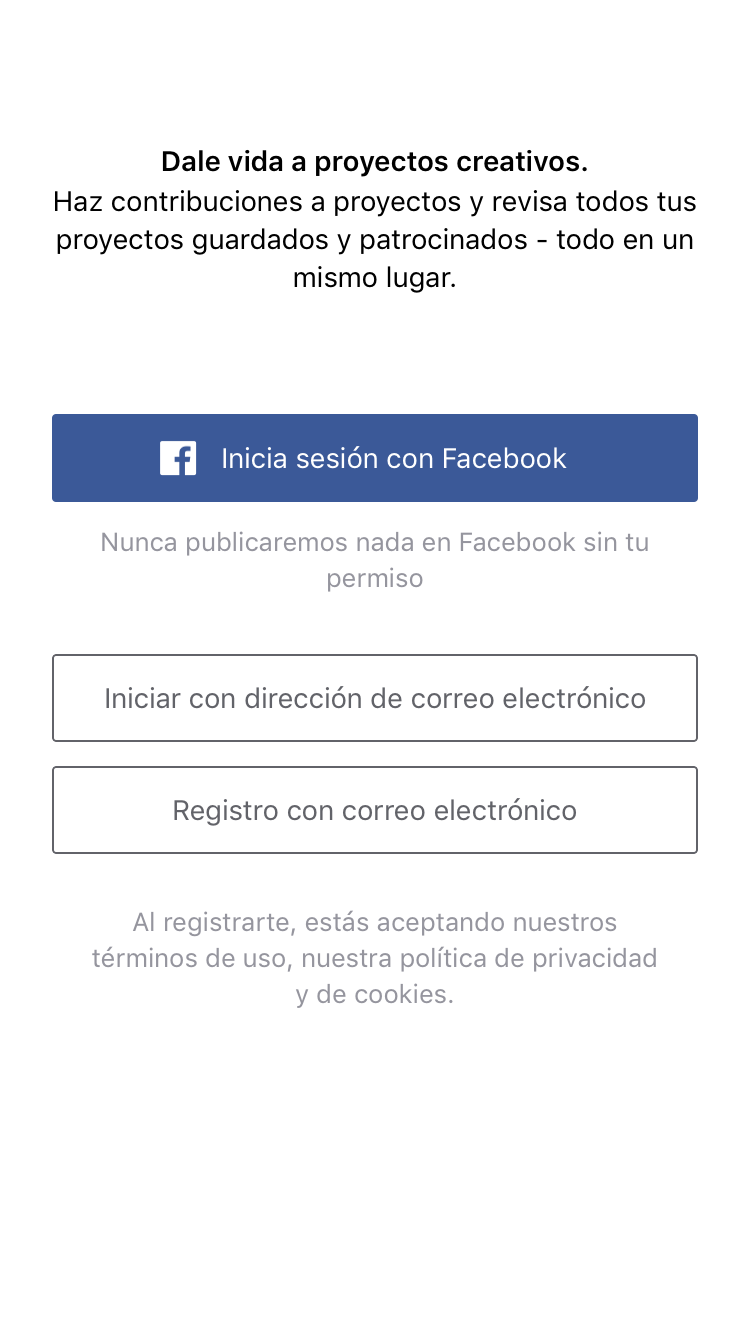 Dale vida a proyectos creativos.
Haz contribuciones a proyectos y revisa todos tus
proyectos guardados y patrocinados - todo en un
mismo lugar.
Inicia sesión con Facebook
Nunca publicaremos nada en Facebook sin tu
permiso
Iniciar con dirección de correo electrónico
Registro con correo electrónico
Al registrarte, estás aceptando nuestros
términos de uso, nuestra política de privacidad
y de cookies.